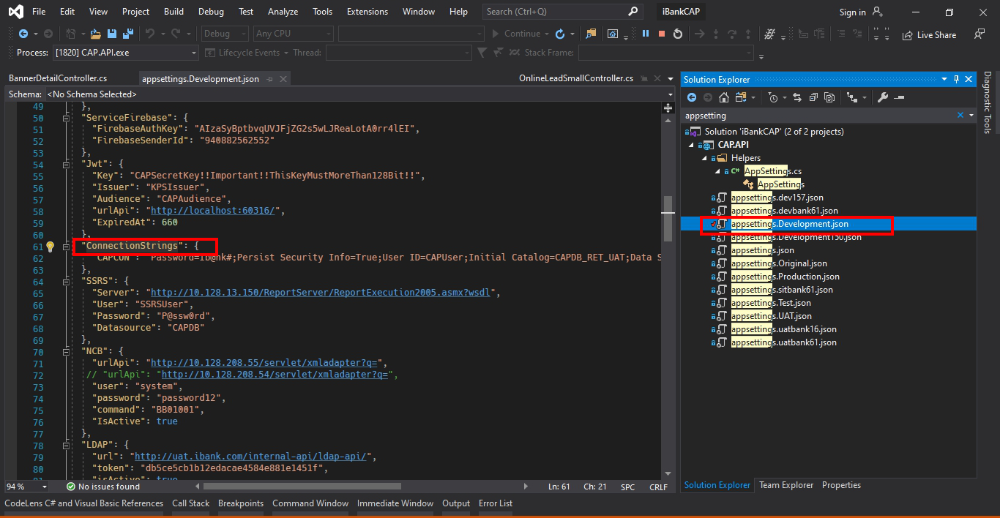 File Edit View Project Build Debug Test Analyze Tools Extensions Window Help Search (Ctrl+Q) iBankCAP Sign in
Debug Any CPU Continue Live Share
Process: [1820] CAP.API.exe Lifecycle Events Thread: Stack Frame:
BannerDetailController.cs appsettings.Development.json OnlineLeadSmallController.cs
Schema: <No Schema Selected>
49 },
50 "ServiceFirebase": {
51 "FirebaseAuthKey": "AIzaSyBptbvqUVJFjZG2s5wLJReaLotA0rr4lEI",
52 "FirebaseSenderId": "940882562552"
53 },
54 "Jwt": {
55 "Key": "CAPSecretKey!!Important!!ThisKeyMustMoreThan128Bit!!",
56 "Issuer": "KPSIssuer",
57 "Audience": "CAPAudience",
58 "urlApi": "http://localhost:60316/",
59 "ExpiredAt": 660
60 },
61 "ConnectionStrings": {
62 "CAPCON": "Password=Ib@nk#;Persist Security Info=True;User ID=CAPUser;Initial Catalog=CAPDB_RET_UAT;Data S
63 },
64 "SSRS": {
65 "Server": "http://10.128.13.150/ReportServer/ReportExecution2005.asmx?wsdl",
66 "User": "SSRSUser",
67 "Password": "P@ssw0rd",
68 "Datasource": "CAPDB"
69 },
70 "NCB": {
71 "urlApi": "http://10.128.208.55/servlet/xmladapter?q=",
72 // "urlApi": "http://10.128.208.54/servlet/xmladapter?q=",
73 "user": "system",
74 "password": "password12",
75 "command": "BB01001",
76 "IsActive": true
77 },
78 "LDAP": {
79 "url": "http://uat.ibank.com/internal-api/ldap-api/",
80 "token": "db5ce5cb1b12edacae4584e881e1451f",
81 "isActive": true
94 % No issues found Ln: 61 Ch: 21 SPC CRLF
Solution Explorer
appsetting
Solution 'iBankCAP' (2 of 2 projects)
CAP.API
Helpers
C# AppSettings.cs
AppSettings
appsettings.dev157.json
appsettings.devbank61.json
appsettings.Development.json
appsettings.Development150.json
appsettings.json
appsettings.Original.json
appsettings.Production.json
appsettings.sitbank61.json
appsettings.Test.json
appsettings.UAT.json
appsettings.uatbank16.json
appsettings.uatbank61.json
Solution Explorer Team Explorer Properties
Diagnostic Tools
CodeLens C# and Visual Basic References Call Stack Breakpoints Command Window Immediate Window Output Error List